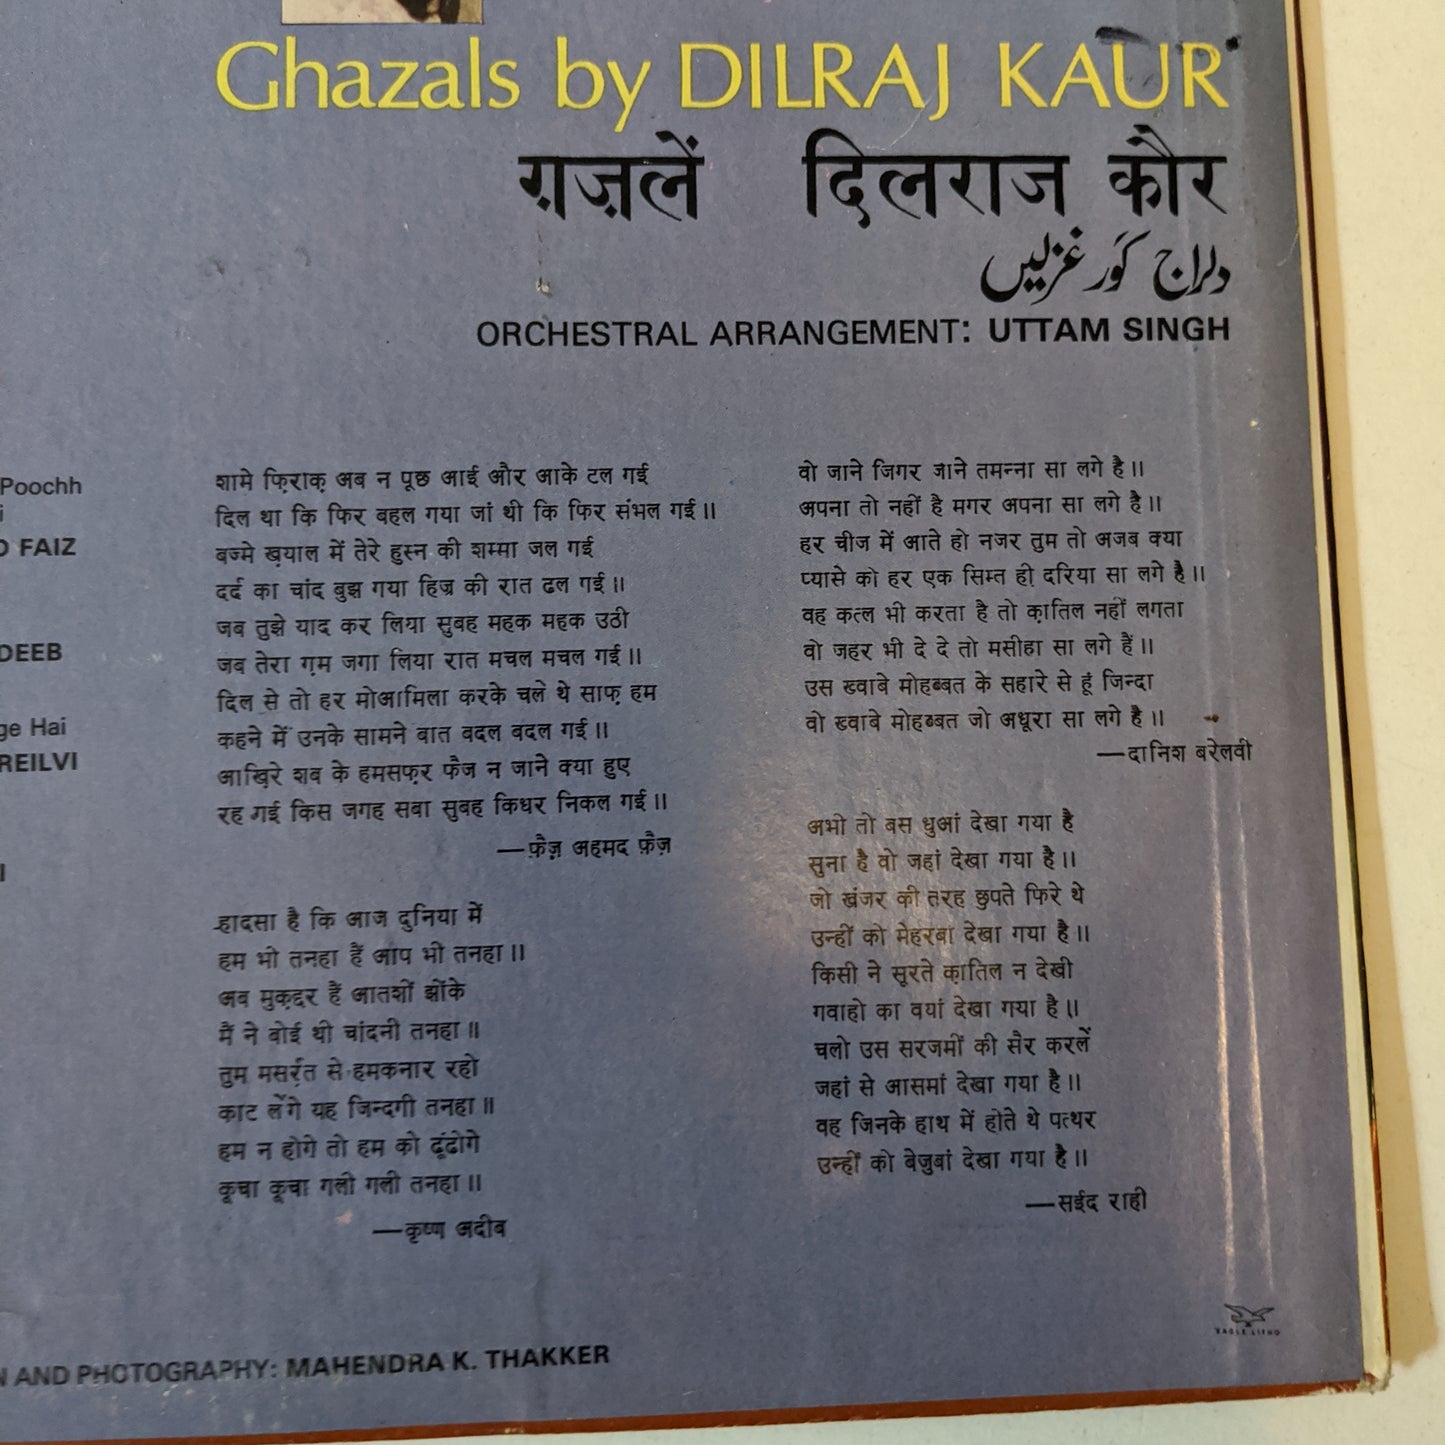 Ghazals by DILRAJ KAUR
ग़ज़लें दिलराज कौर
دلراج کور غزلیں
ORCHESTRAL ARRANGEMENT: UTTAM SINGH
Poochh
i
FAIZ
DEEB
ge Hai
REILVI
I
शामे फ़िराक़ अब न पूछ आई और आके टल गई
दिल था कि फिर बहल गया जां थी कि फिर संभल गई ॥
बज्मे ख़याल में तेरे हुस्न की शम्मा जल गई
दर्द का चांद बुझ गया हिज्र की रात ढल गई ॥
जब तुझे याद कर लिया सुबह महक महक उठी
जब तेरा ग़म जगा लिया रात मचल मचल गई ॥
दिल से तो हर मोआमिला करके चले थे साफ़ हम
कहने में उनके सामने बात बदल बदल गई ॥
आख़िरे शब के हमसफ़र फैज न जाने क्या हुए
रह गई किस जगह सबा सुबह किधर निकल गई ॥
—फ़ैज़ अहमद फ़ैज़
हादसा है कि आज दुनिया में
हम भी तनहा हैं आप भी तनहा ॥
अब मुक़द्दर हैं आतशीं झोंके
मैं ने बोई थी चांदनी तनहा ॥
तुम मसर्रत से हमकनार रहो
काट लेंगे यह जिन्दगी तनहा ॥
हम न होगे तो हम को ढूंढोगे
कूचा कूचा गली गली तनहा ॥
—कृष्ण अदीब
वो जाने जिगर जाने तमन्ना सा लगे है ॥
अपना तो नहीं है मगर अपना सा लगे है ॥
हर चीज में आते हो नजर तुम तो अजब क्या
प्यासे को हर एक सिम्त ही दरिया सा लगे है ॥
वह कत्ल भी करता है तो क़ातिल नहीं लगता
वो जहर भी दे दे तो मसीहा सा लगे हैं ॥
उस ख्वाबे मोहब्बत के सहारे से हूं जिन्दा
वो ख्वाबे मोहब्बत जो अधूरा सा लगे है ॥
—दानिश बरेलवी
अभी तो बस धुआं देखा गया है
सुना है वो जहां देखा गया है ॥
जो खंजर की तरह छुपते फिरे थे
उन्हीं को मेहरबां देखा गया है ॥
किसी ने सूरते क़ातिल न देखी
गवाहो का बयां देखा गया है ॥
चलो उस सरजमीं की सैर करलें
जहां से आसमां देखा गया है ॥
वह जिनके हाथ में होते थे पत्थर
उन्हीं को बेज़ुबां देखा गया है ॥
—सईद राही
N AND PHOTOGRAPHY: MAHENDRA K. THAKKER
EAGLE LITHO